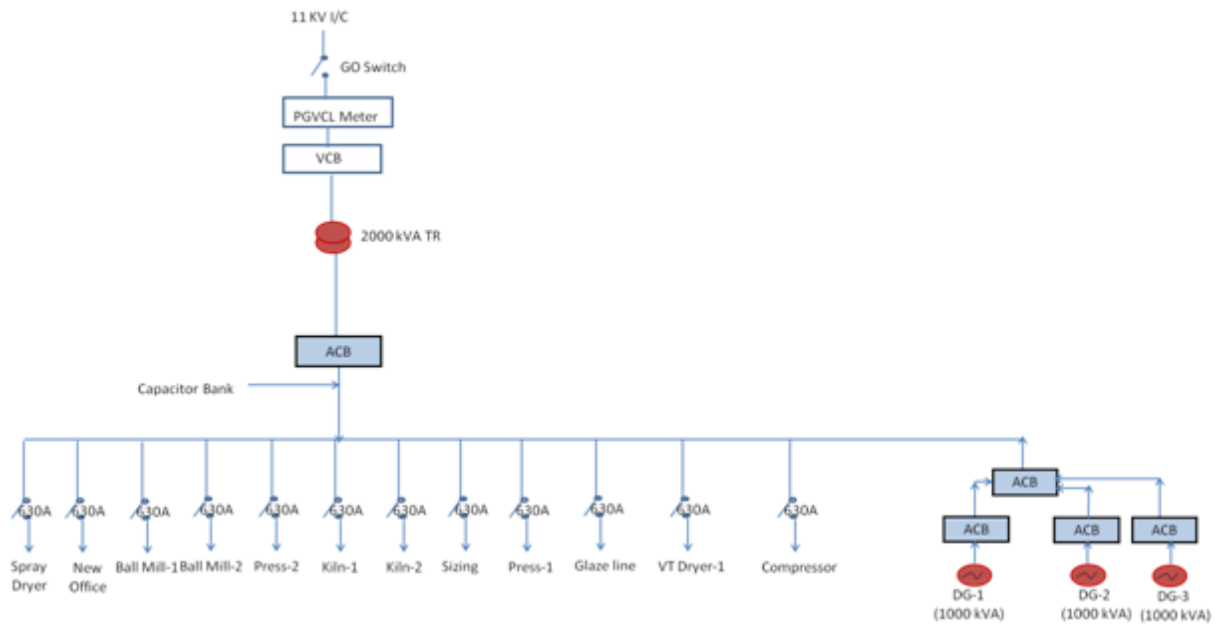 11 KV I/C
GO Switch
PGVCL Meter
VCB
2000 kVA TR
ACB
Capacitor Bank
ACB
630A 630A 630A 630A 630A 630A 630A 630A 630A 630A 630A 630A
ACB ACB ACB
Spray Dryer
New Office
Ball Mill-1
Ball Mill-2
Press-2
Kiln-1
Kiln-2
Sizing
Press-1
Glaze line
VT Dryer-1
Compressor
DG-1
(1000 kVA)
DG-2
(1000 kVA)
DG-3
(1000 kVA)